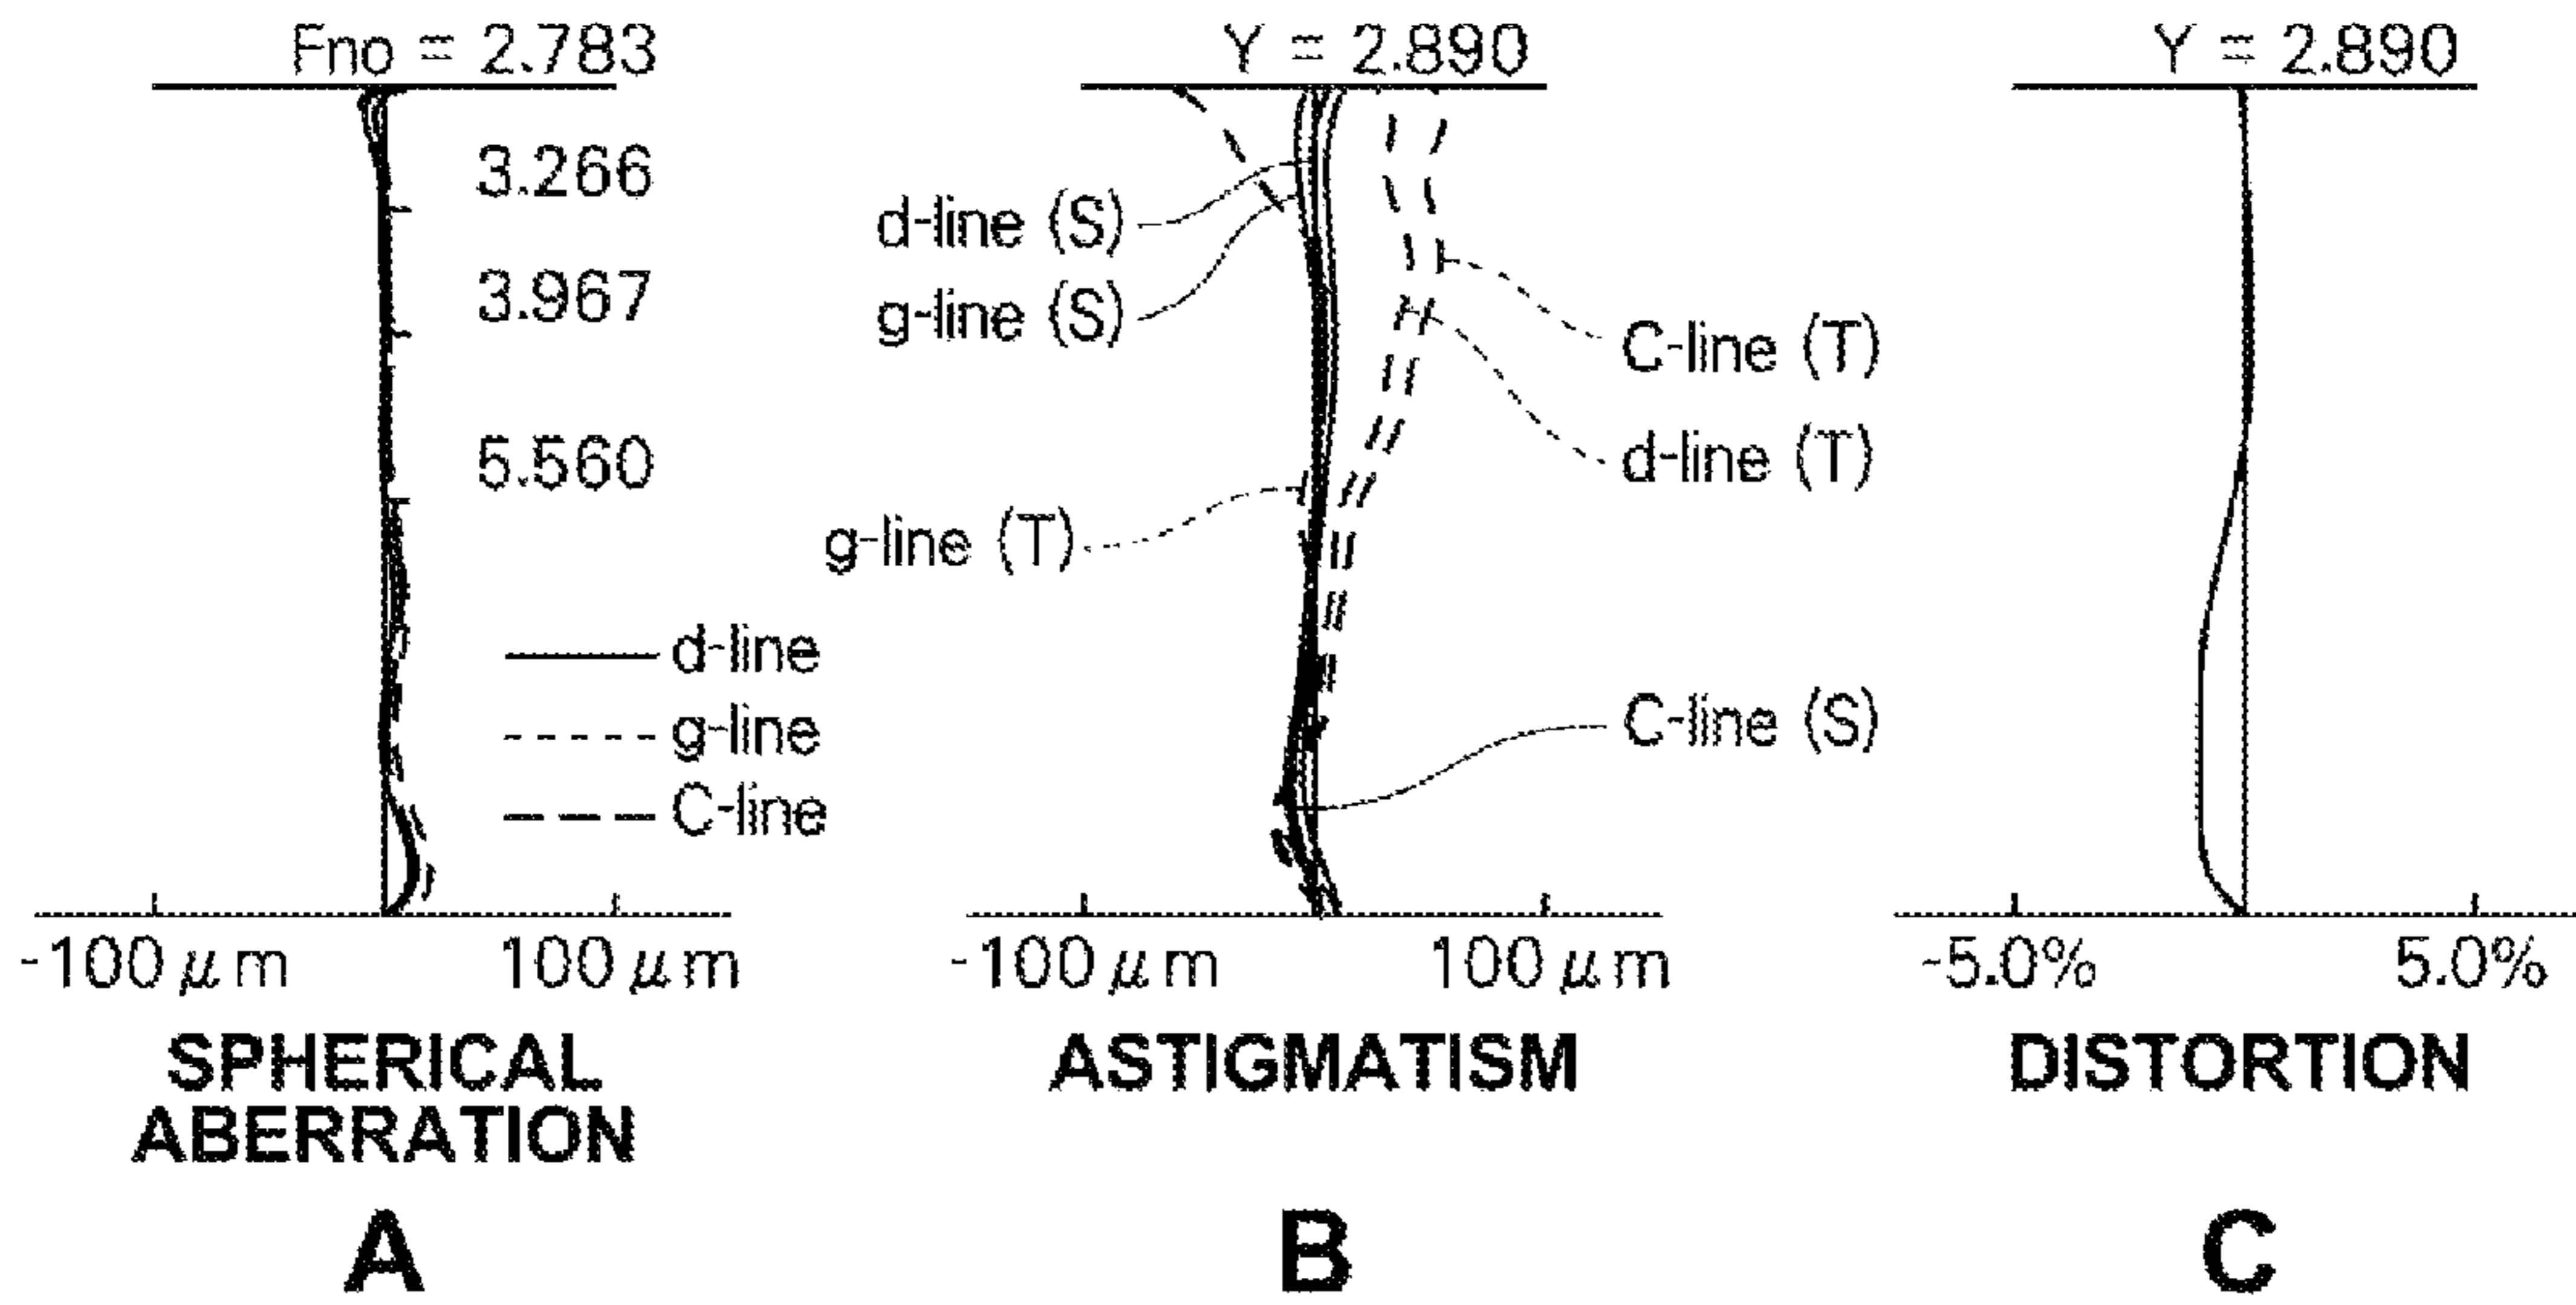 Fno = 2.783
3.266
3.967
5.560
d-line
g-line
C-line
-100 μm
100 μm
SPHERICAL
ABERRATION
A
Y = 2.890
d-line (S)
g-line (S)
g-line (T)
C-line (T)
d-line (T)
C-line (S)
-100 μm
100 μm
ASTIGMATISM
B
Y = 2.890
-5.0%
5.0%
DISTORTION
C